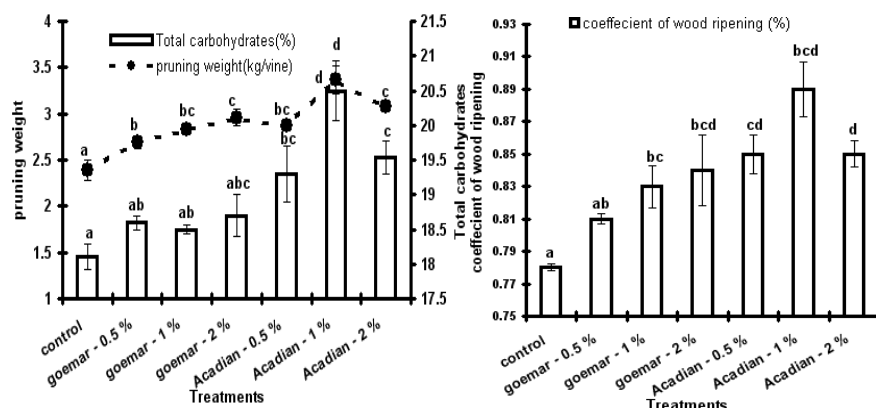 4
3.5
3
2.5
2
1.5
1
21.5
21
20.5
20
19.5
19
18.5
18
17.5
Total carbohydrates(%)
pruning weight(kg/vine)
a
b
bc
c
bc
d
c
a
ab
ab
abc
bc
d
c
pruning weight
Total carbohydrates
control
goemar - 0.5 %
goemar - 1 %
goemar - 2 %
Acadian - 0.5 %
Acadian - 1 %
Acadian - 2 %
Treatments
coeffecient of wood ripening (%)
0.93
0.91
0.89
0.87
0.85
0.83
0.81
0.79
0.77
0.75
coeffecient of wood ripening
a
ab
bc
bcd
cd
bcd
d
control
goemar - 0.5 %
goemar - 1 %
goemar - 2 %
Acadian - 0.5 %
Acadian - 1 %
Acadian - 2 %
Treatments